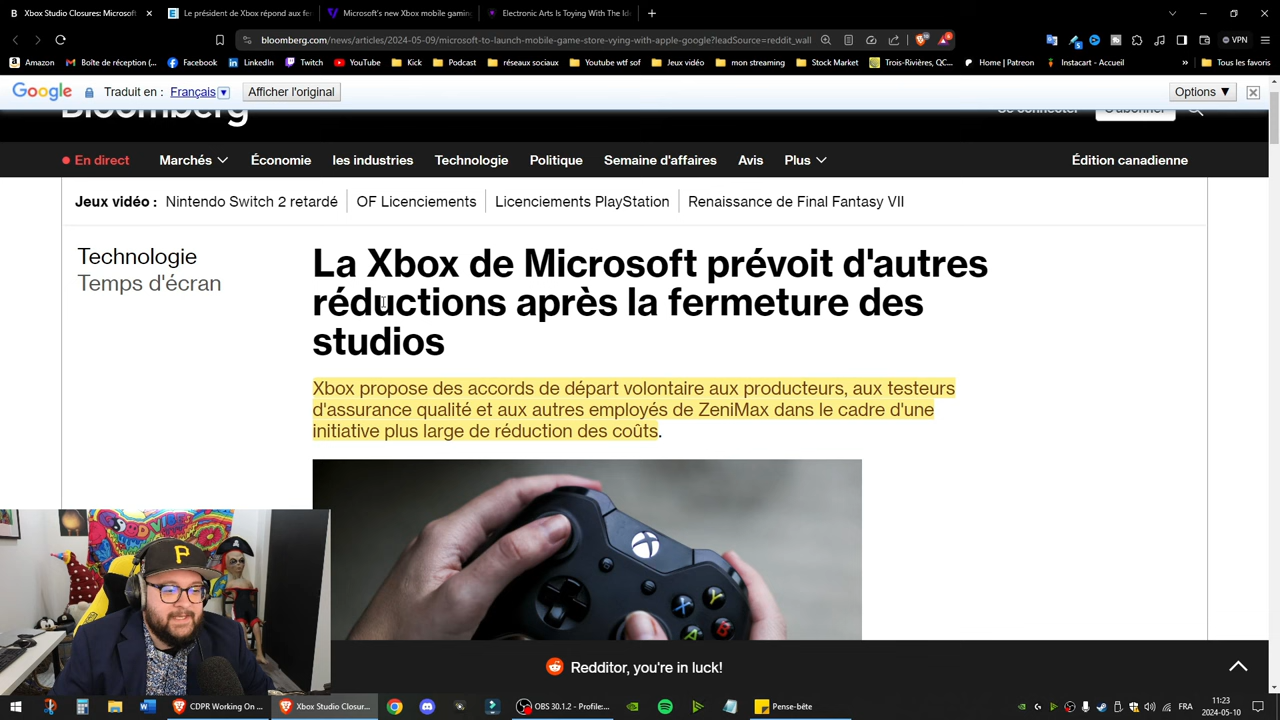 Xbox Studio Closures: Microsoft
Le président de Xbox répond aux fe
Microsoft's new Xbox mobile gaming
Electronic Arts Is Toying With The Id
bloomberg.com/news/articles/2024-05-09/microsoft-to-launch-mobile-game-store-vying-with-apple-google?leadSource=reddit_wall
VPN
Amazon
Boîte de réception (...
Facebook
LinkedIn
Twitch
YouTube
Kick
Podcast
réseaux sociaux
Youtube wtf sof
Jeux vidéo
mon streaming
Stock Market
Trois-Rivières, QC...
Home | Patreon
Instacart - Accueil
Tous les favoris
Google
Traduit en :
Français
Afficher l'original
Options ▼
Bloomberg
Se connecter
S'abonner
En direct
Marchés
Économie
les industries
Technologie
Politique
Semaine d'affaires
Avis
Plus
Édition canadienne
Jeux vidéo :
Nintendo Switch 2 retardé
OF Licenciements
Licenciements PlayStation
Renaissance de Final Fantasy VII
Technologie
Temps d'écran
La Xbox de Microsoft prévoit d'autres
réductions après la fermeture des
studios
Xbox propose des accords de départ volontaire aux producteurs, aux testeurs
d'assurance qualité et aux autres employés de ZeniMax dans le cadre d'une
initiative plus large de réduction des coûts.
X
Y
A
B
P
A
Redditor, you're in luck!
CDPR Working On ...
Xbox Studio Closur...
OBS 30.1.2 - Profile:...
Pense-bête
FRA
11:23
2024-05-10